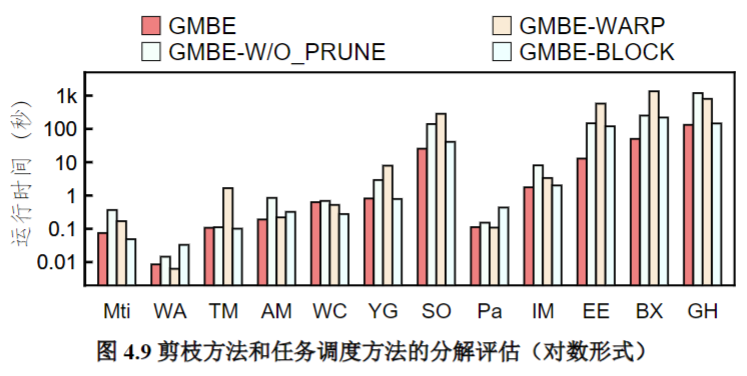 GMBE GMBE-WARP
GMBE-W/O_PRUNE GMBE-BLOCK
1k
100
10
1
0.1
0.01
运行时间（秒）
Mti WA TM AM WC YG SO Pa IM EE BX GH
图 4.9 剪枝方法和任务调度方法的分解评估（对数形式）